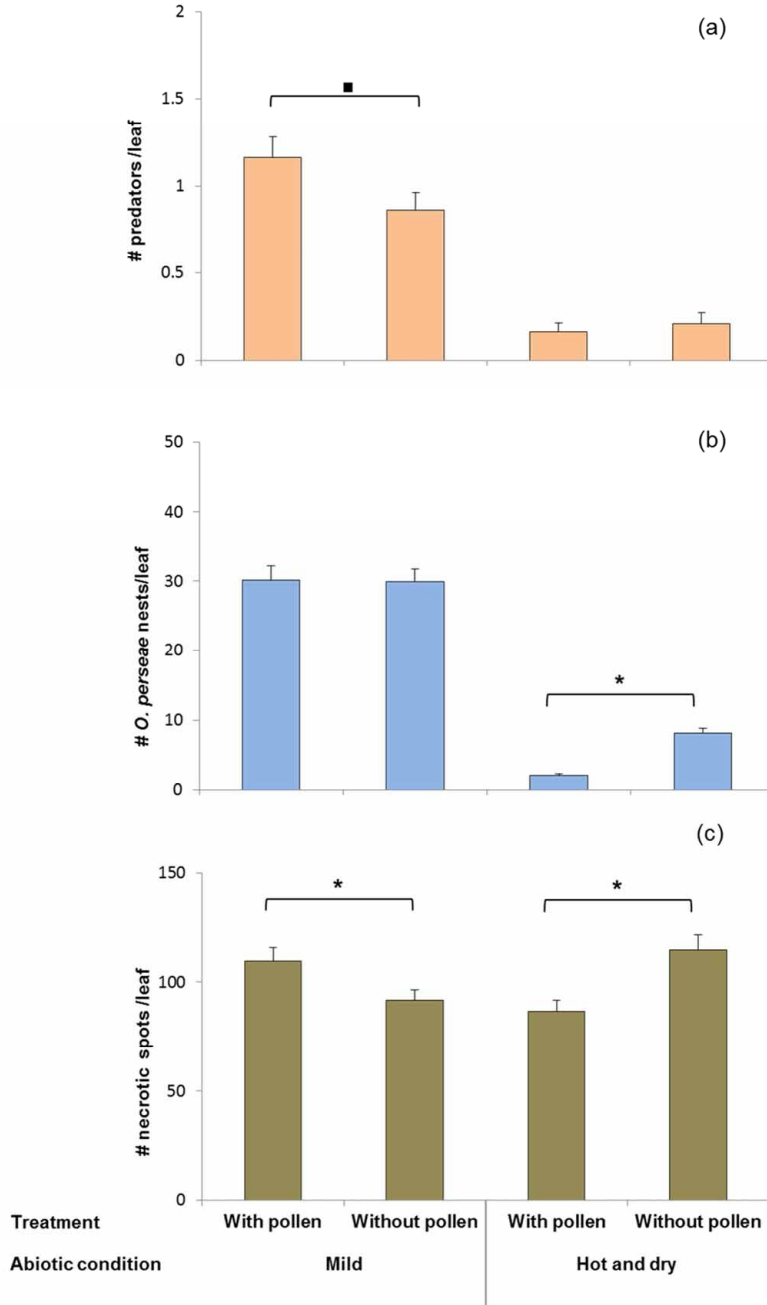 (a)
2
1.5
1
0.5
0
# predators /leaf
■
(b)
50
40
30
20
10
0
# O. perseae nests/leaf
*
(c)
150
100
50
0
# necrotic spots /leaf
*
*
Treatment With pollen Without pollen With pollen Without pollen
Abiotic condition Mild Hot and dry